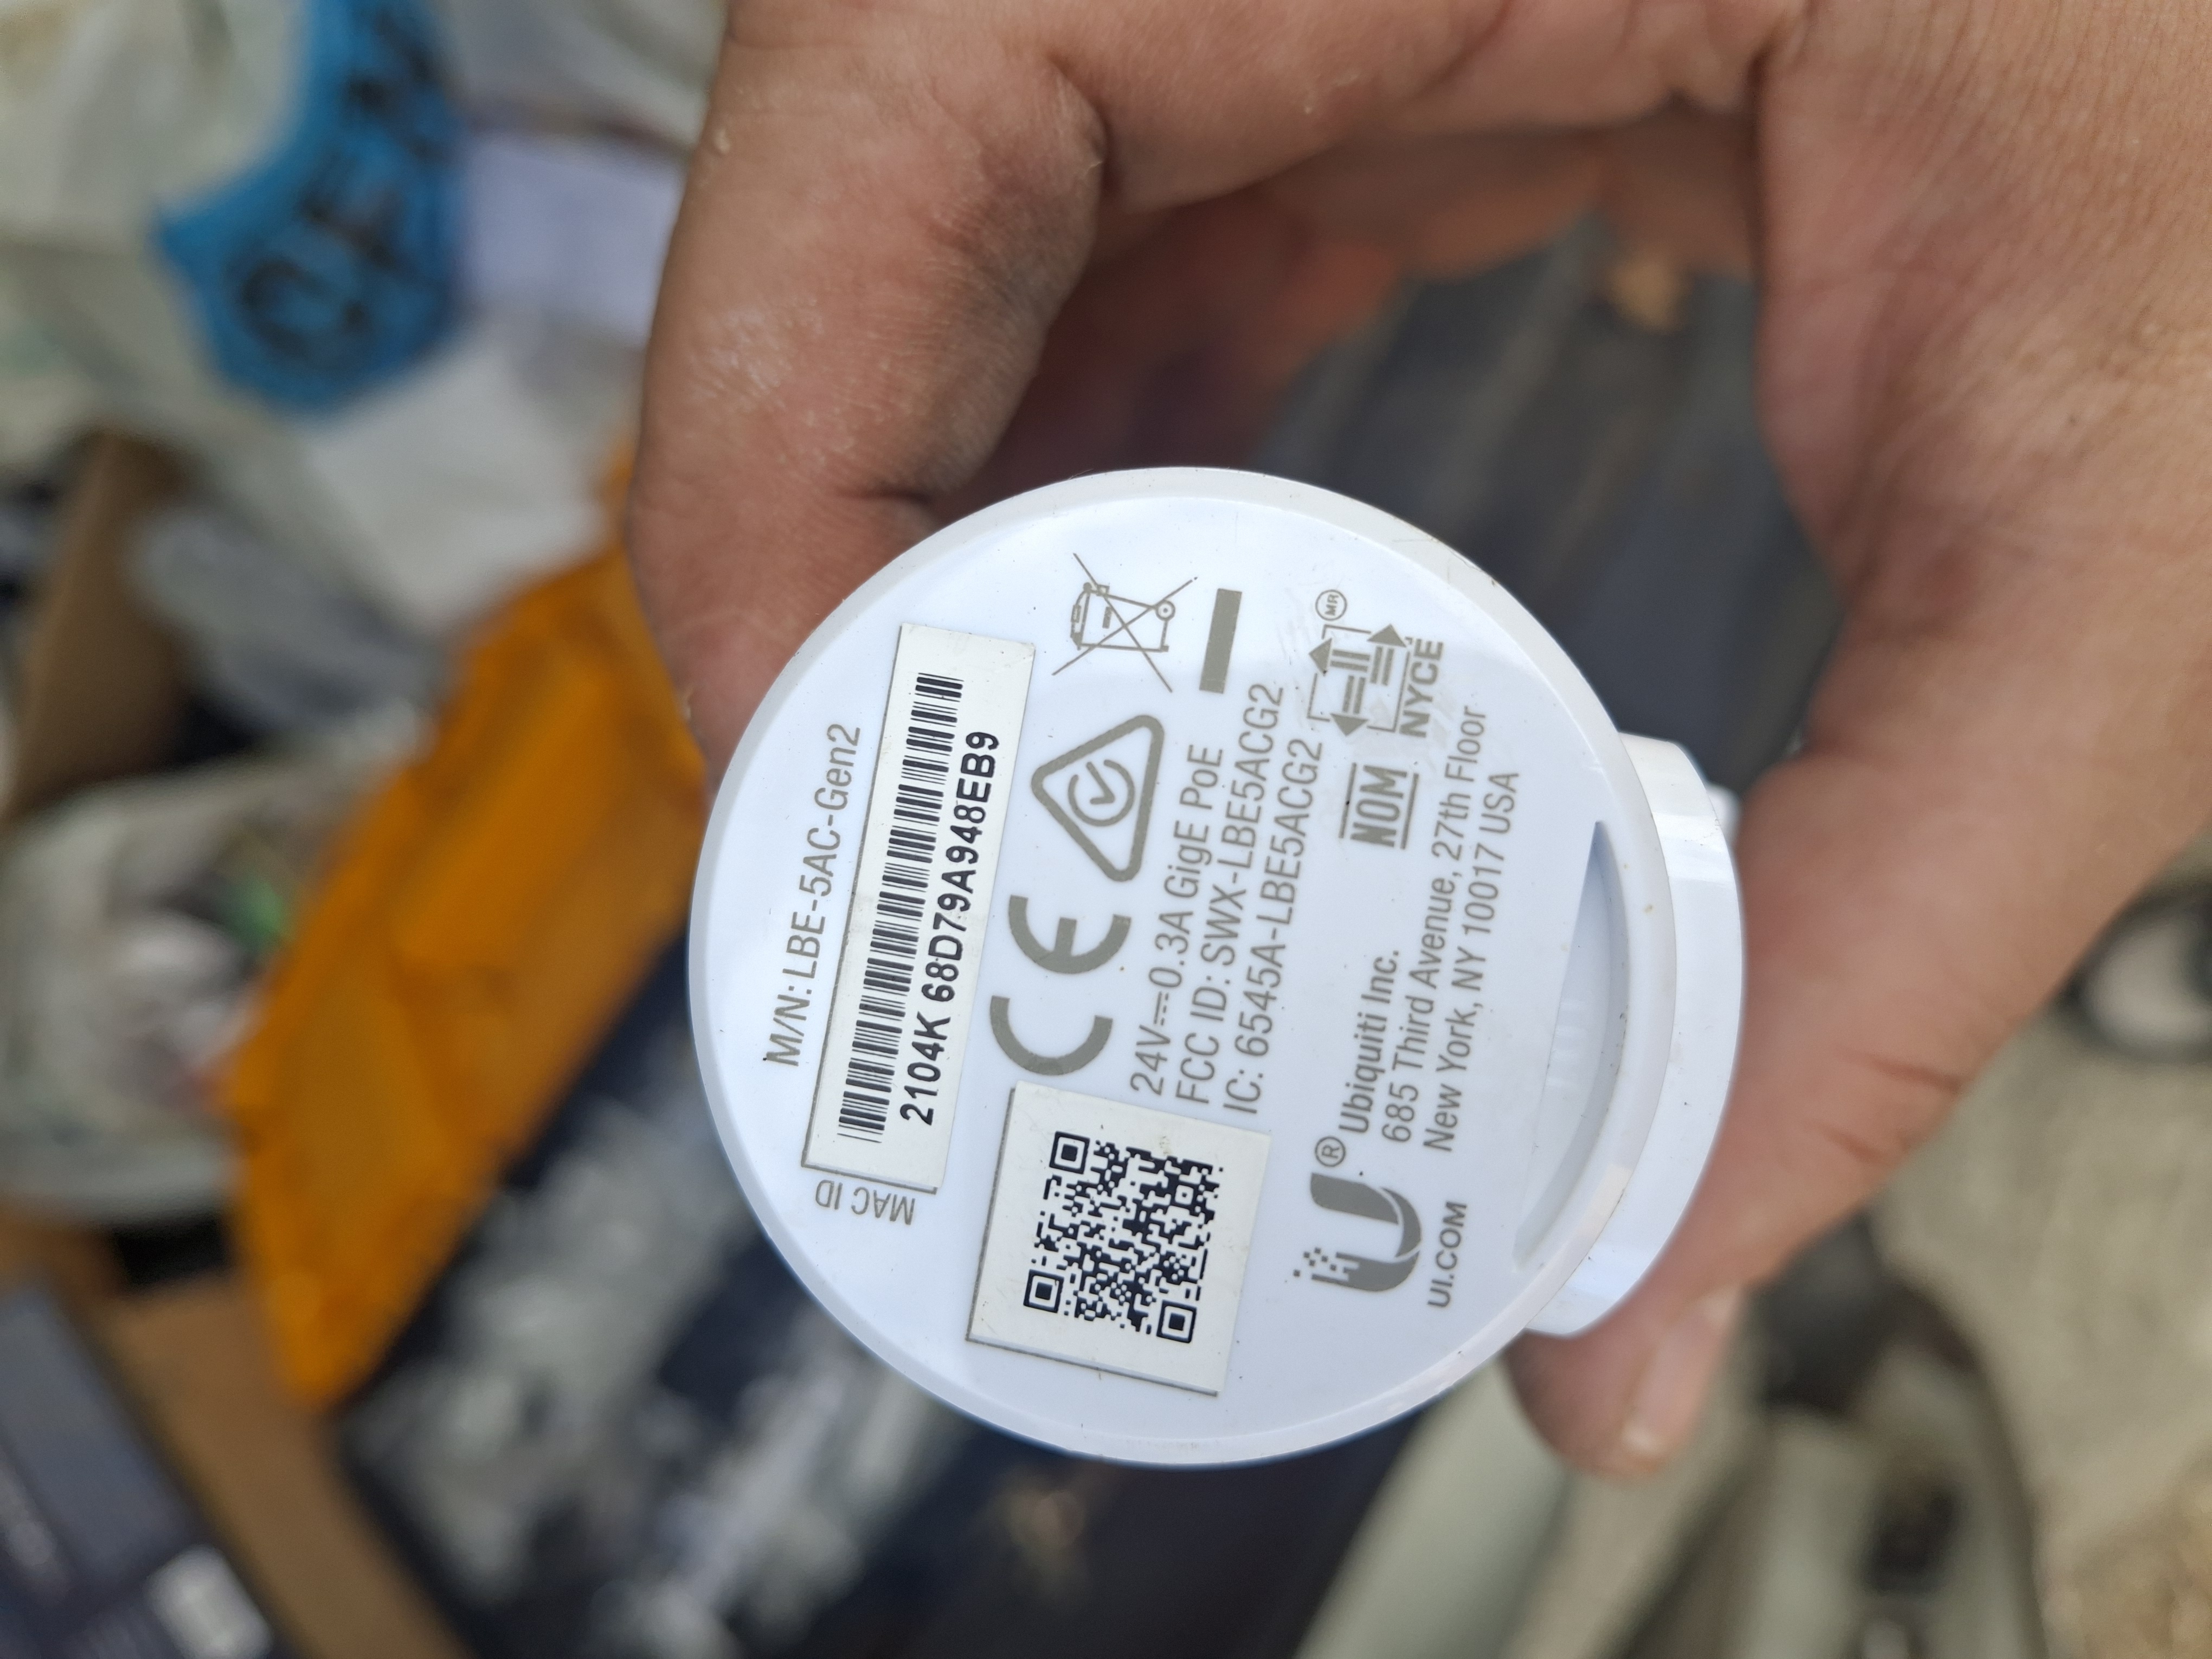 M/N: LBE-5AC-Gen2
MAC ID
2104K 68D79A948EB9
CE
24V⎓0.3A GigE PoE
FCC ID: SWX-LBE5ACG2
IC: 6545A-LBE5ACG2
MR
NYCE
NOM
U® Ubiquiti Inc.
685 Third Avenue, 27th Floor
New York, NY 10017 USA
UI.COM